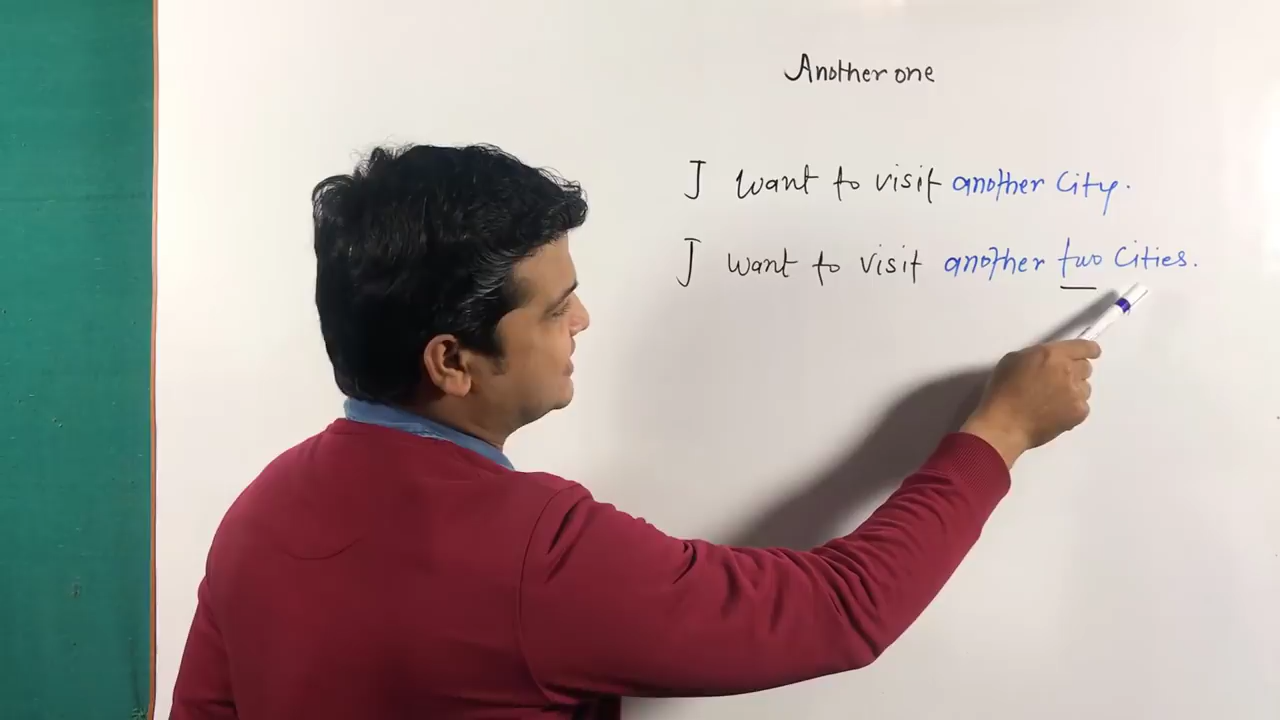 Another one
I want to visit another city.
I want to visit another two cities.